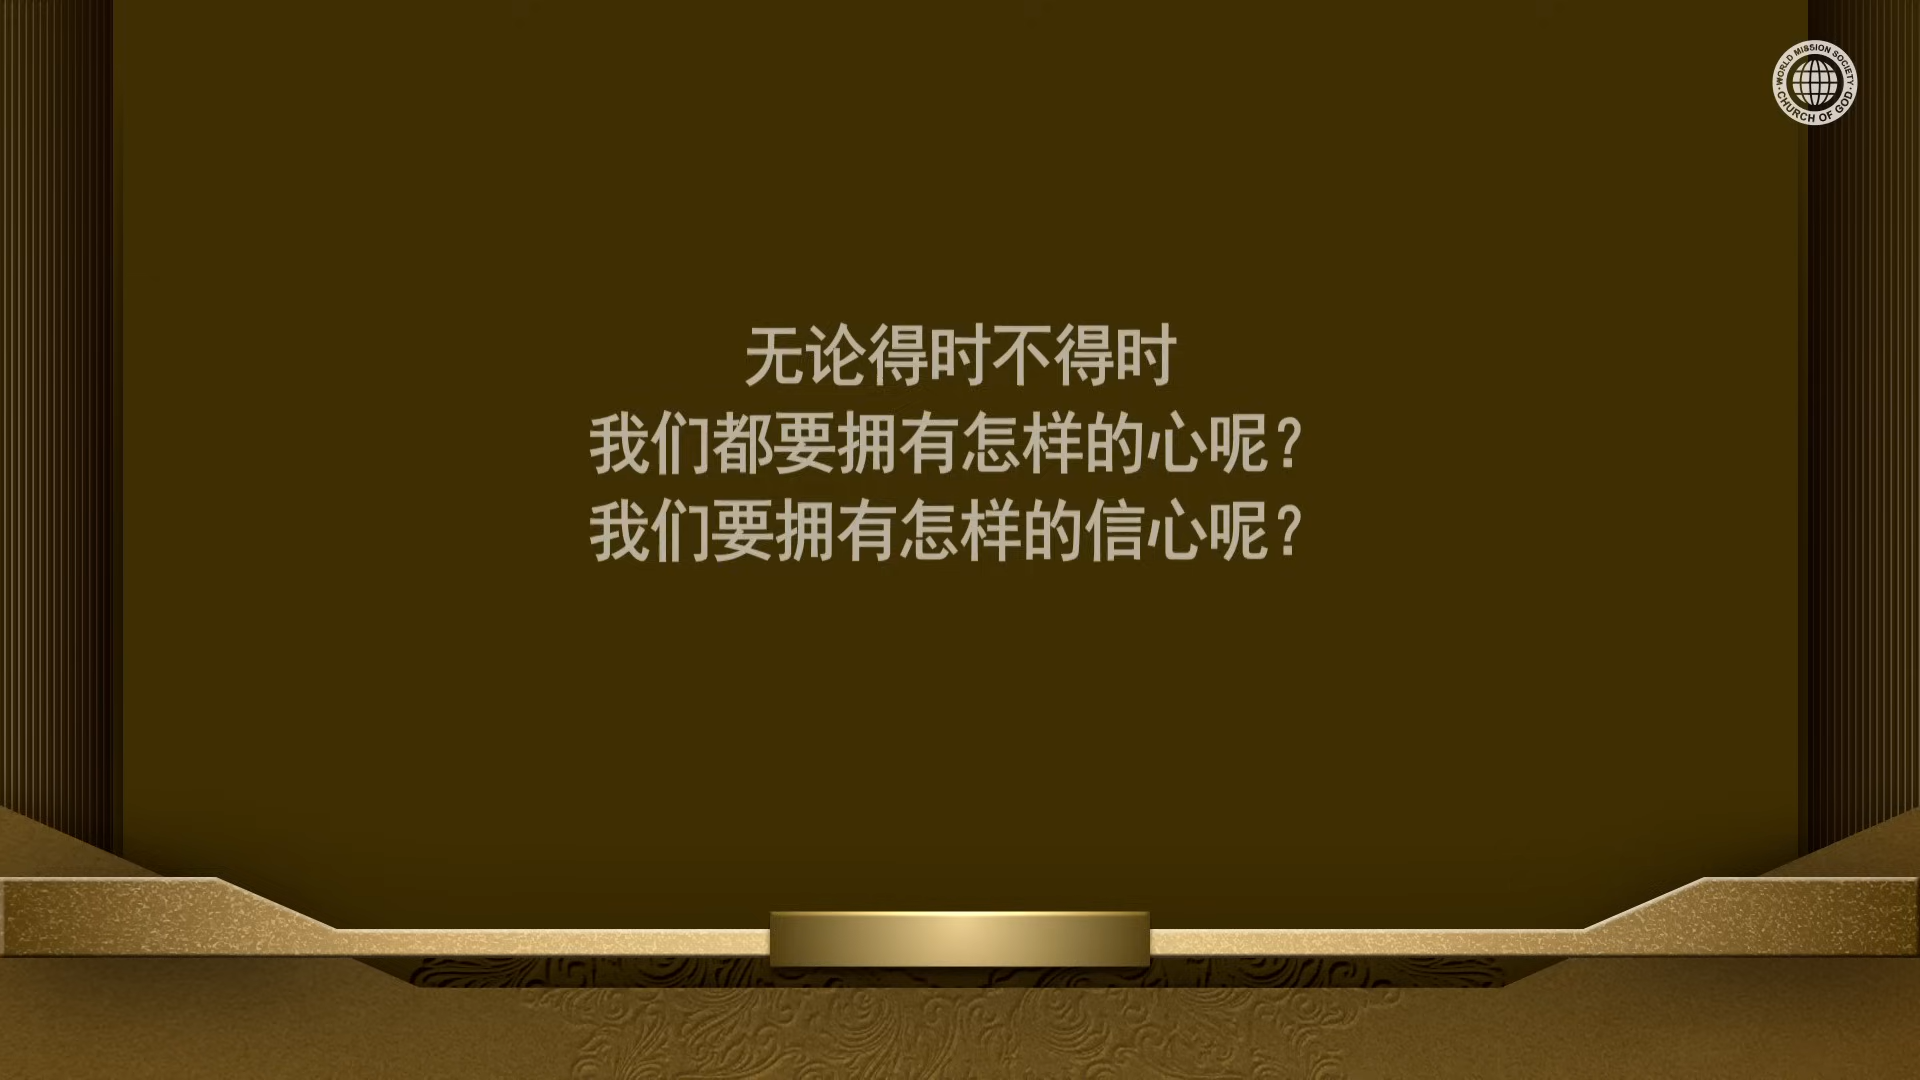 WORLD MISSION SOCIETY
CHURCH OF GOD
无论得时不得时
我们都要拥有怎样的心呢?
我们要拥有怎样的信心呢?